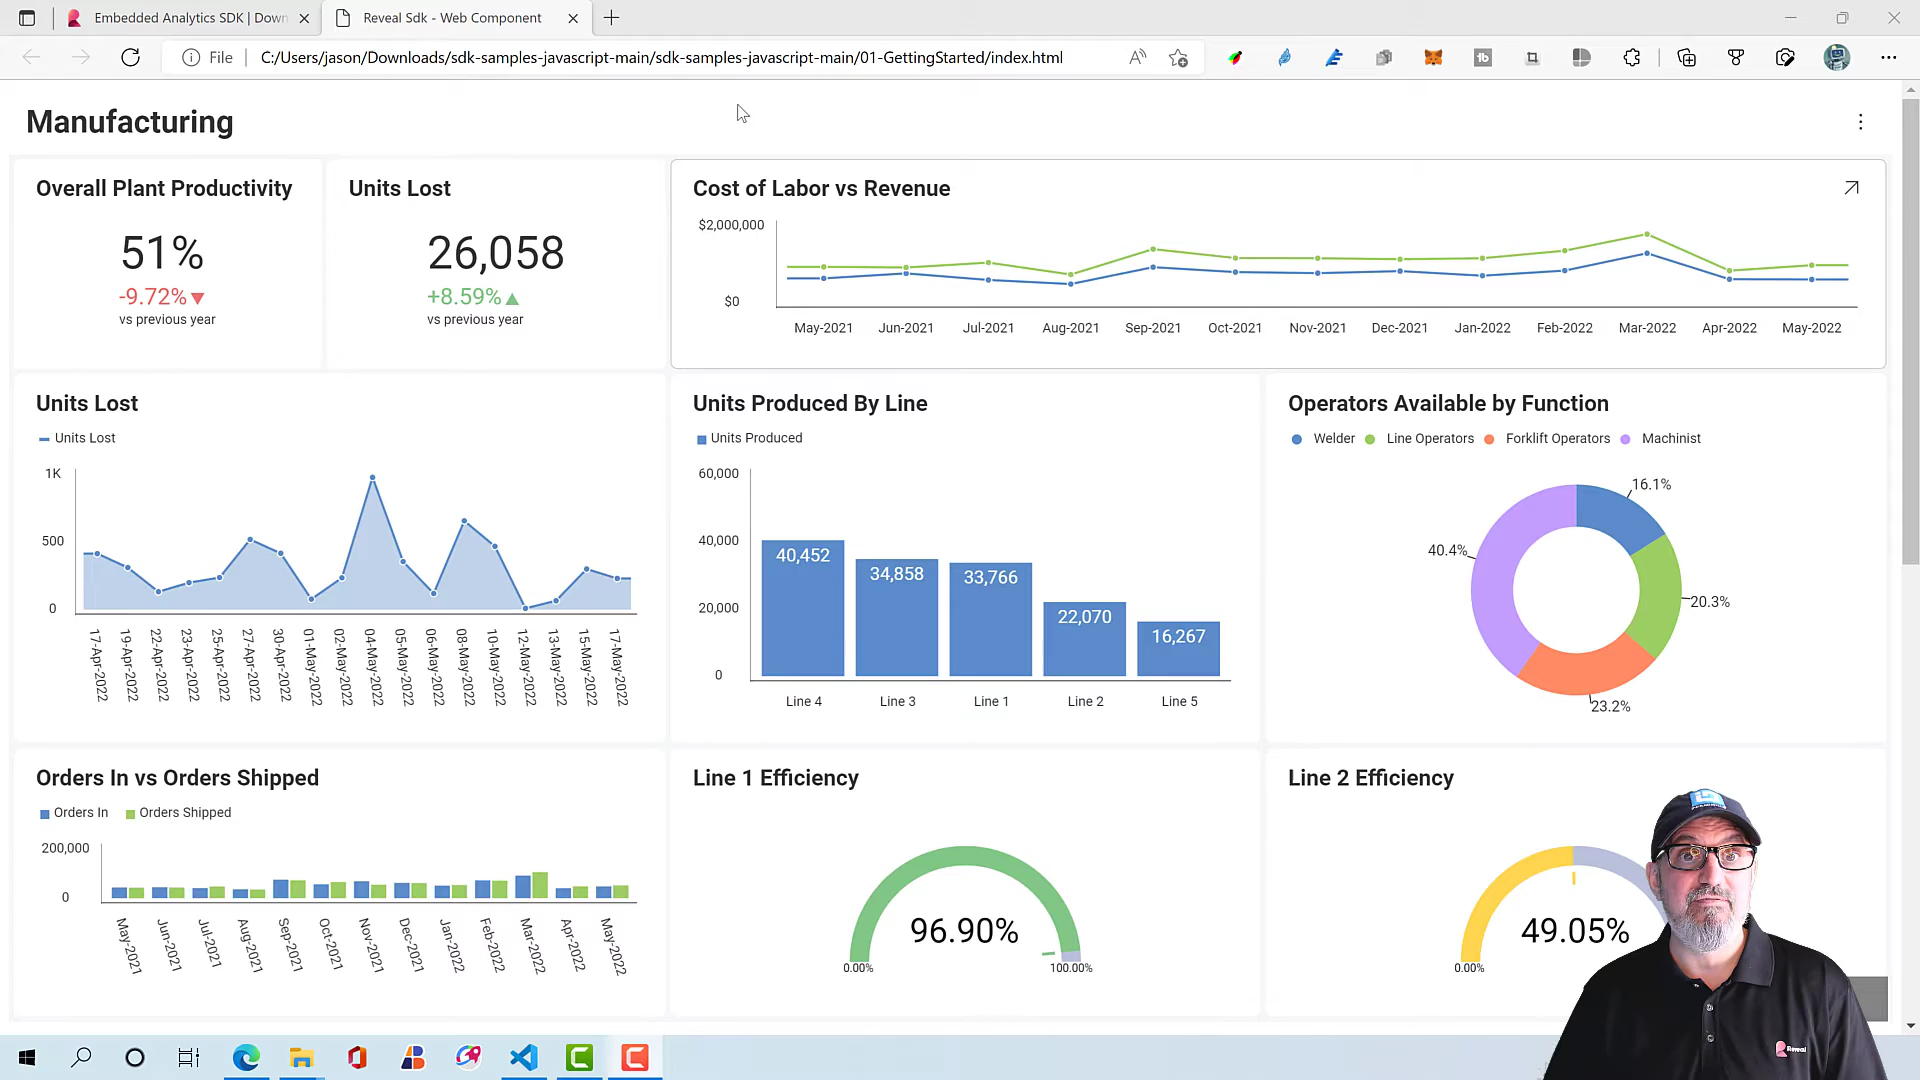 Embedded Analytics SDK | Down
Reveal Sdk - Web Component
File
C:/Users/jason/Downloads/sdk-samples-javascript-main/sdk-samples-javascript-main/01-GettingStarted/index.html
Manufacturing
Overall Plant Productivity
51%
-9.72%
vs previous year
Units Lost
26,058
+8.59%
vs previous year
Cost of Labor vs Revenue
$2,000,000
$0
May-2021 Jun-2021 Jul-2021 Aug-2021 Sep-2021 Oct-2021 Nov-2021 Dec-2021 Jan-2022 Feb-2022 Mar-2022 Apr-2022 May-2022
Units Lost
Units Lost
1K
500
0
17-Apr-2022 19-Apr-2022 22-Apr-2022 23-Apr-2022 25-Apr-2022 27-Apr-2022 30-Apr-2022 01-May-2022 02-May-2022 04-May-2022 05-May-2022 06-May-2022 08-May-2022 10-May-2022 12-May-2022 13-May-2022 15-May-2022 17-May-2022
Units Produced By Line
Units Produced
60,000
40,000
20,000
0
40,452 34,858 33,766 22,070 16,267
Line 4 Line 3 Line 1 Line 2 Line 5
Operators Available by Function
Welder Line Operators Forklift Operators Machinist
16.1%
40.4%
20.3%
23.2%
Orders In vs Orders Shipped
Orders In Orders Shipped
200,000
0
May-2021 Jun-2021 Jul-2021 Aug-2021 Sep-2021 Oct-2021 Nov-2021 Dec-2021 Jan-2022 Feb-2022 Mar-2022 Apr-2022 May-2022
Line 1 Efficiency
96.90%
0.00% 100.00%
Line 2 Efficiency
49.05%
0.00%
Reveal